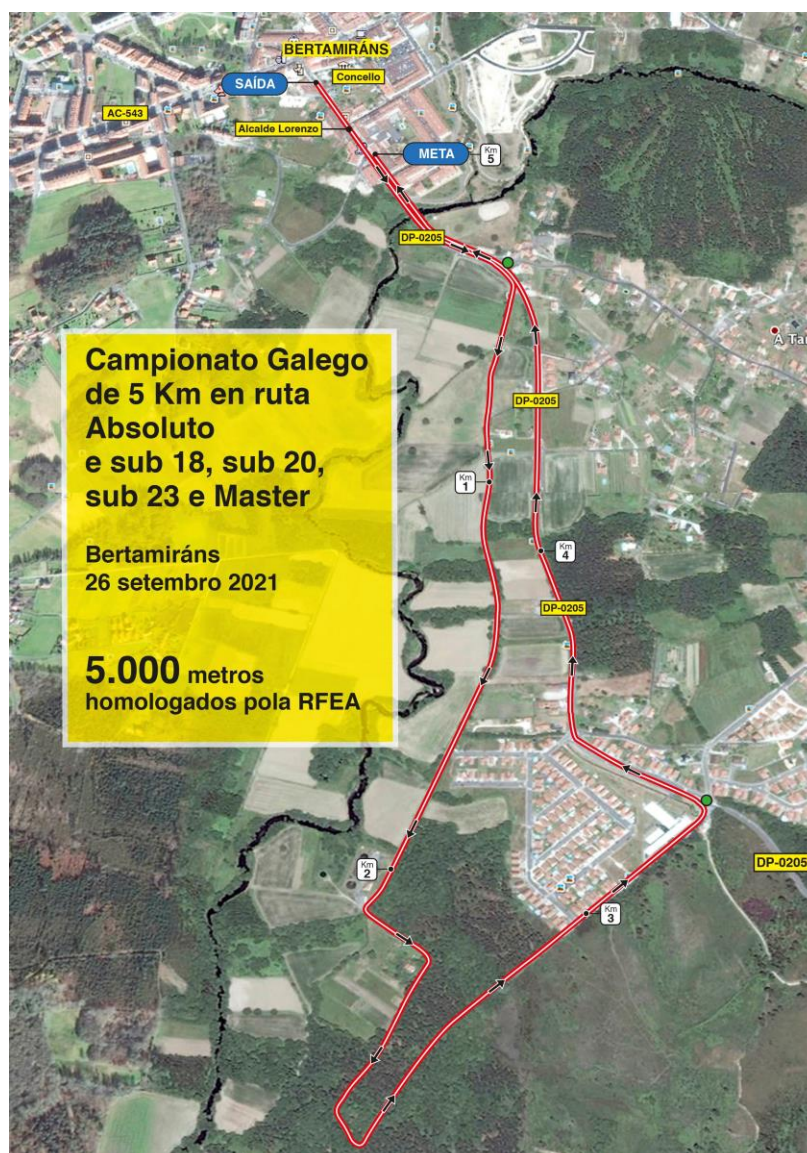 BERTAMIRÁNS
SAÍDA
Concello
AC-543
Alcalde Lorenzo
META
Km
5
DP-0205
A Tar
Campionato Galego
de 5 Km en ruta
Absoluto
e sub 18, sub 20,
sub 23 e Master
Bertamiráns
26 setembro 2021
5.000 metros
homologados pola RFEA
DP-0205
Km
1
Km
4
DP-0205
Km
2
DP-0205
Km
3